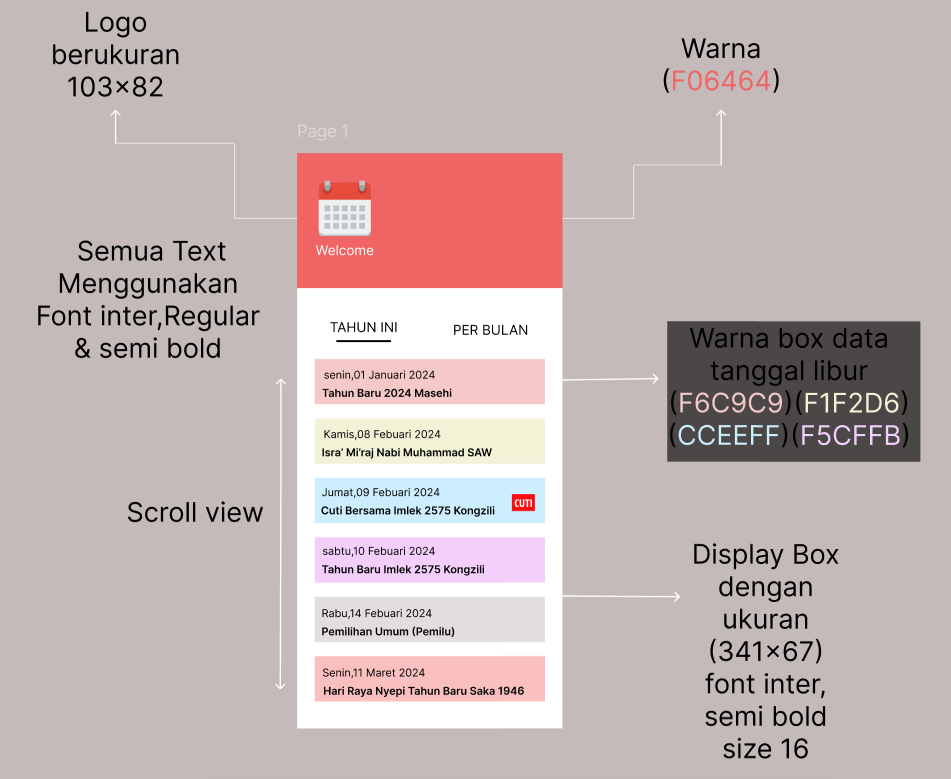 Logo
berukuran
103×82
Warna
(F06464)
Page 1
Welcome
Semua Text
Menggunakan
Font inter,Regular
& semi bold
TAHUN INI
PER BULAN
senin,01 Januari 2024
Tahun Baru 2024 Masehi
Kamis,08 Febuari 2024
Isra’ Mi’raj Nabi Muhammad SAW
Jumat,09 Febuari 2024
Cuti Bersama Imlek 2575 Kongzili
CUTI
sabtu,10 Febuari 2024
Tahun Baru Imlek 2575 Kongzili
Rabu,14 Febuari 2024
Pemilihan Umum (Pemilu)
Senin,11 Maret 2024
Hari Raya Nyepi Tahun Baru Saka 1946
Scroll view
Warna box data
tanggal libur
(F6C9C9)(F1F2D6)
(CCEEFF)(F5CFFB)
Display Box
dengan
ukuran
(341×67)
font inter,
semi bold
size 16